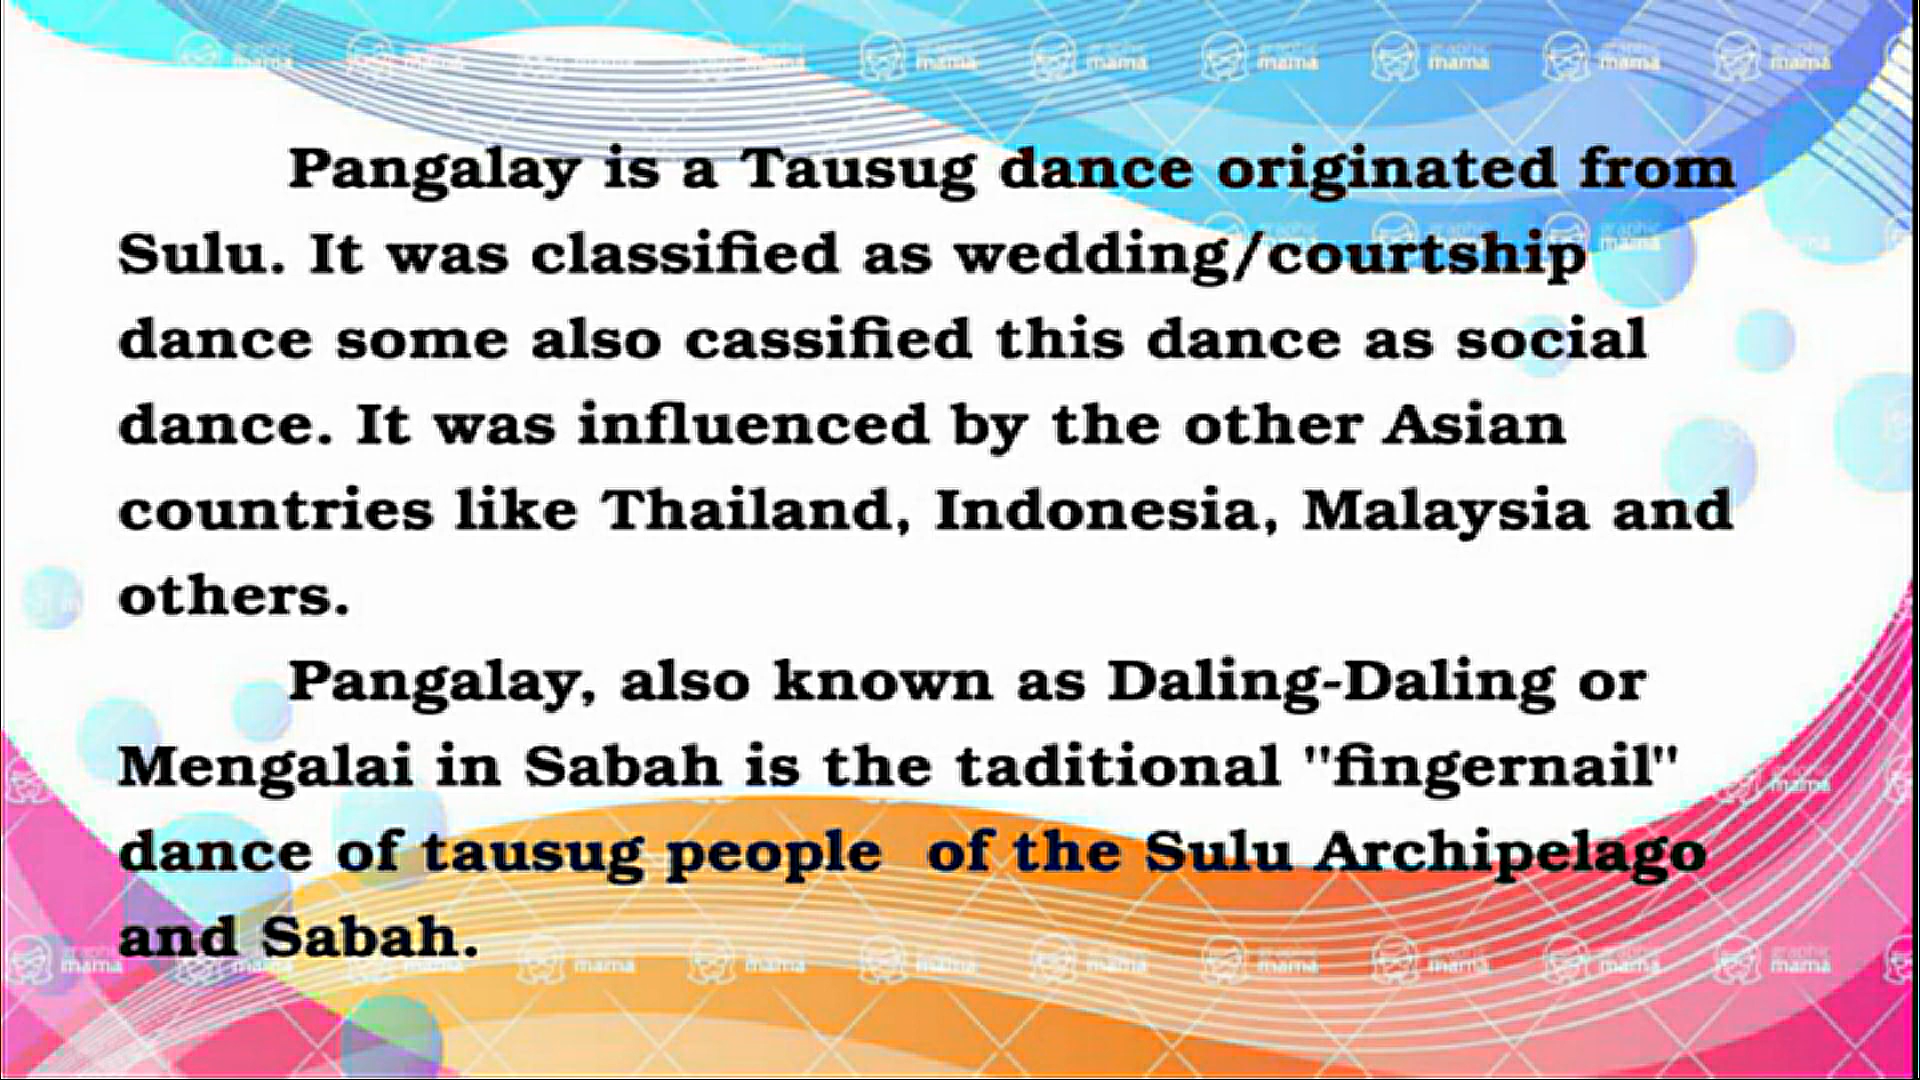 Pangalay is a Tausug dance originated from
Sulu. It was classified as wedding/courtship
dance some also cassified this dance as social
dance. It was influenced by the other Asian
countries like Thailand, Indonesia, Malaysia and
others.
Pangalay, also known as Daling-Daling or
Mengalai in Sabah is the taditional "fingernail"
dance of tausug people of the Sulu Archipelago
and Sabah.